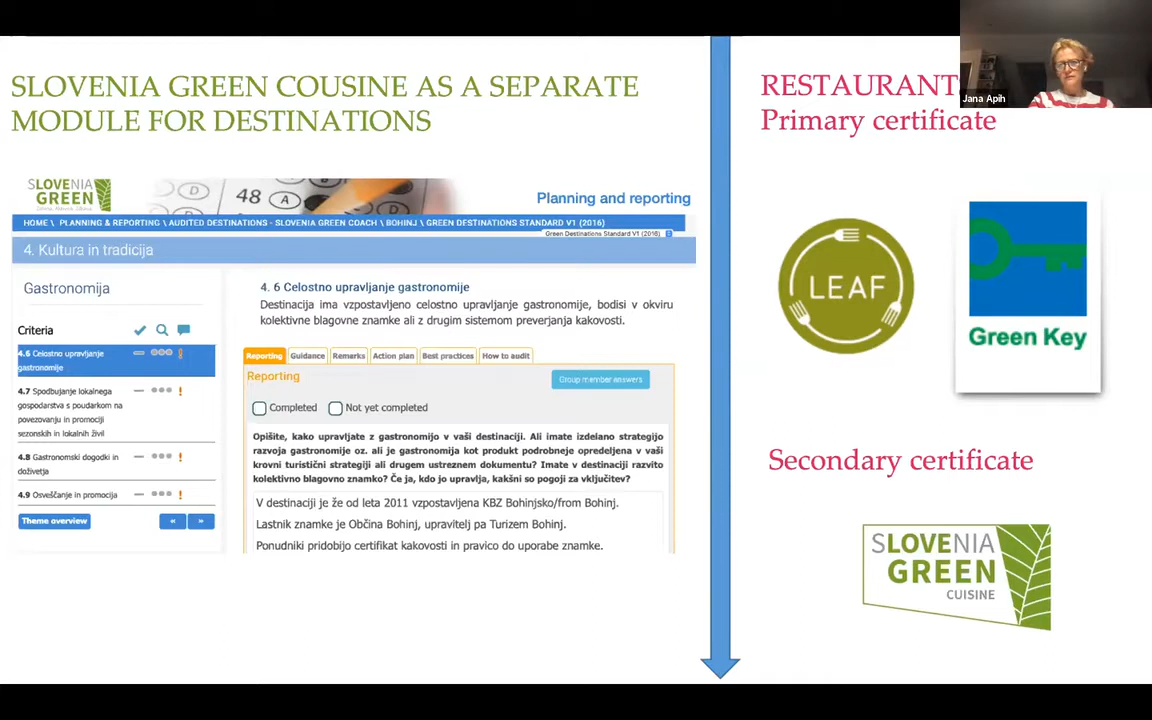 SLOVENIA GREEN COUSINE AS A SEPARATE
MODULE FOR DESTINATIONS
SLOVENIA
GREEN
48
A
D
D
Planning and reporting
HOME \ PLANNING & REPORTING \ AUDITED DESTINATIONS - SLOVENIA GREEN COACH \ BOHINJ \ GREEN DESTINATIONS STANDARD V1 (2016)
Green Destinations Standard V1 (2016)
4. Kultura in tradicija
Gastronomija
Criteria
4.6 Celostno upravljanje
gastronomije
4.7 Spodbujanje lokalnega
gospodarstva s poudarkom na
povezovanju in promociji
sezonskih in lokalnih živil
4.8 Gastronomski dogodki in
doživetja
4.9 Osveščanje in promocija
Theme overview
«
»
4. 6 Celostno upravljanje gastronomije
Destinacija ima vzpostavljeno celostno upravljanje gastronomije, bodisi v okviru
kolektivne blagovne znamke ali z drugim sistemom preverjanja kakovosti.
Reporting
Guidance
Remarks
Action plan
Best practices
How to audit
Reporting
Group member answers
Completed
Not yet completed
Opišite, kako upravljate z gastronomijo v vaši destinaciji. Ali imate izdelano strategijo
razvoja gastronomije oz. ali je gastronomija kot produkt podrobneje opredeljena v vaši
krovni turistični strategiji ali drugem ustreznem dokumentu? Imate v destinaciji razvito
kolektivno blagovno znamko? Če ja, kdo jo upravlja, kakšni so pogoji za vključitev?
V destinaciji je že od leta 2011 vzpostavljena KBZ Bohinjsko/from Bohinj.
Lastnik znamke je Občina Bohinj, upravitelj pa Turizem Bohinj.
Ponudniki pridobijo certifikat kakovosti in pravico do uporabe znamke.
RESTAURANT
Primary certificate
Jana Apih
LEAF
Green Key
Secondary certificate
SLOVENIA
GREEN
CUISINE